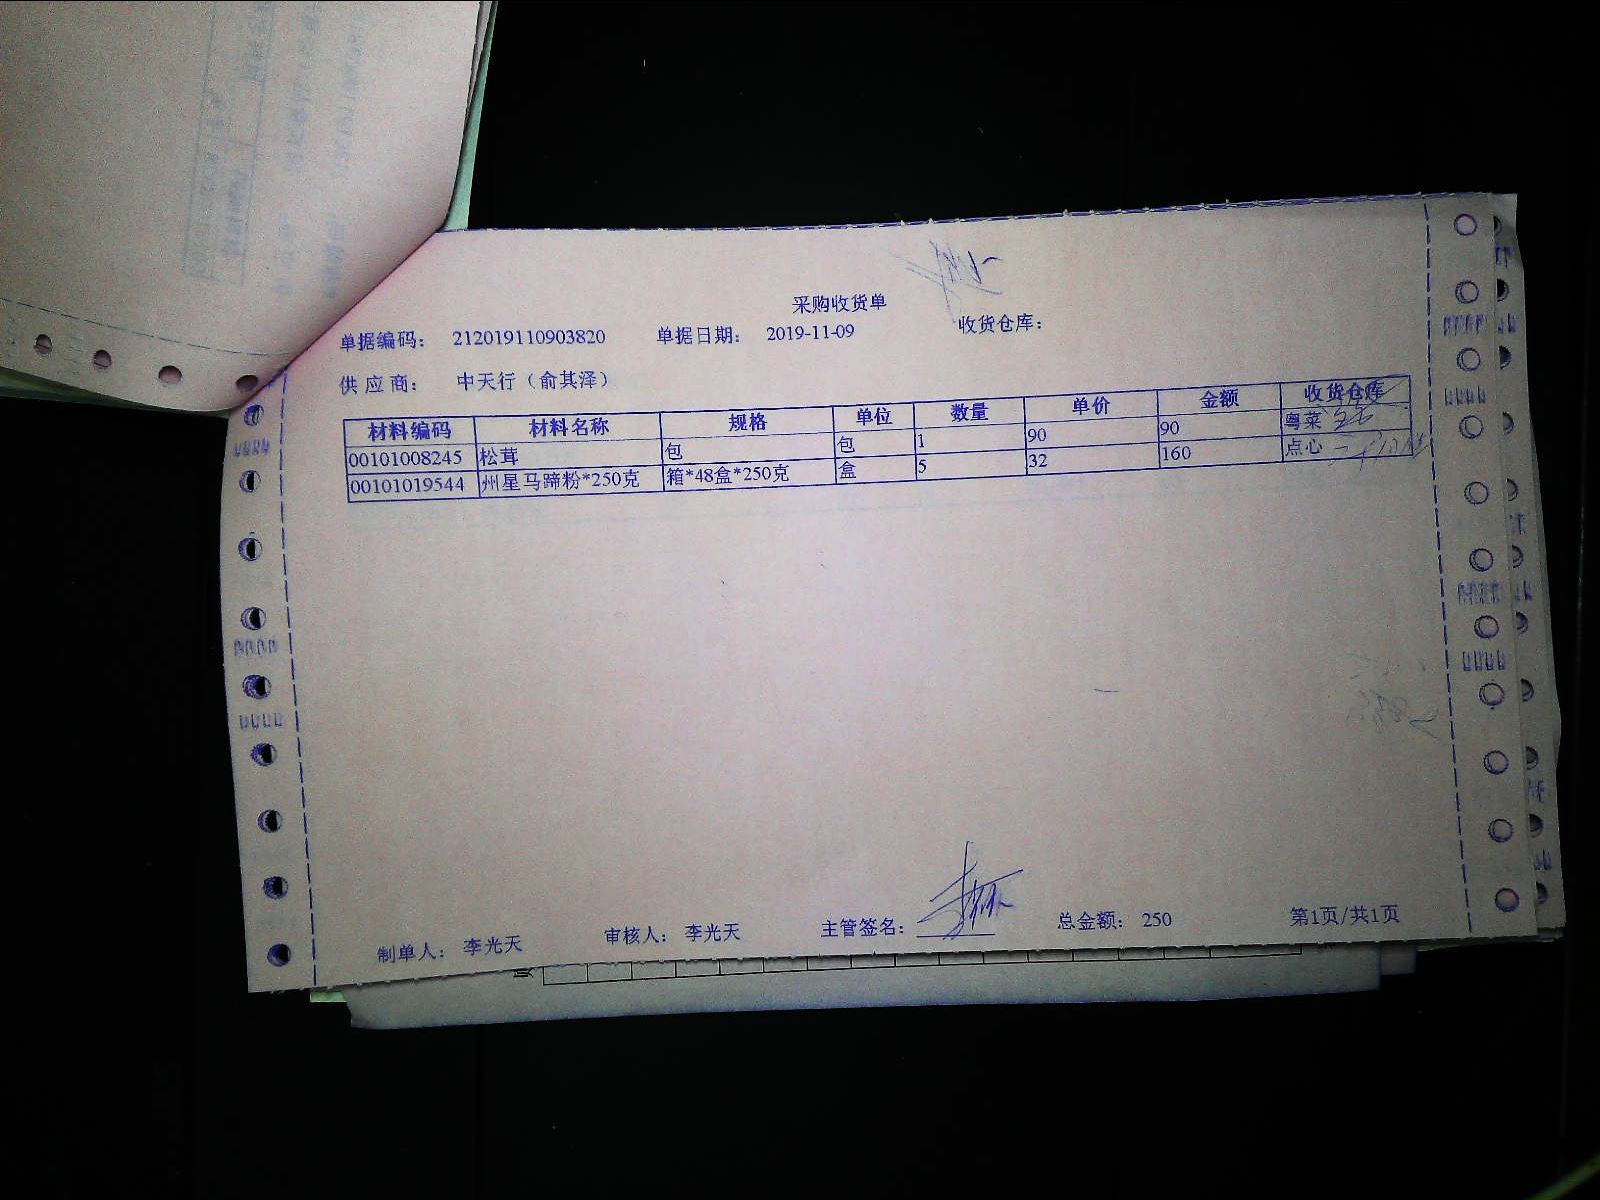 采购收货单
单据编码： 212019110903820 单据日期： 2019-11-09 收货仓库：
供应商： 中天行（俞其泽）
材料编码 材料名称 规格 单位 数量 单价 金额 收货仓库
00101008245 松茸 包 包 1 90 90 粤菜
00101019544 州星马蹄粉*250克 箱*48盒*250克 盒 5 32 160 点心
制单人： 李光天 审核人： 李光天 主管签名： 总金额： 250 第1页/共1页